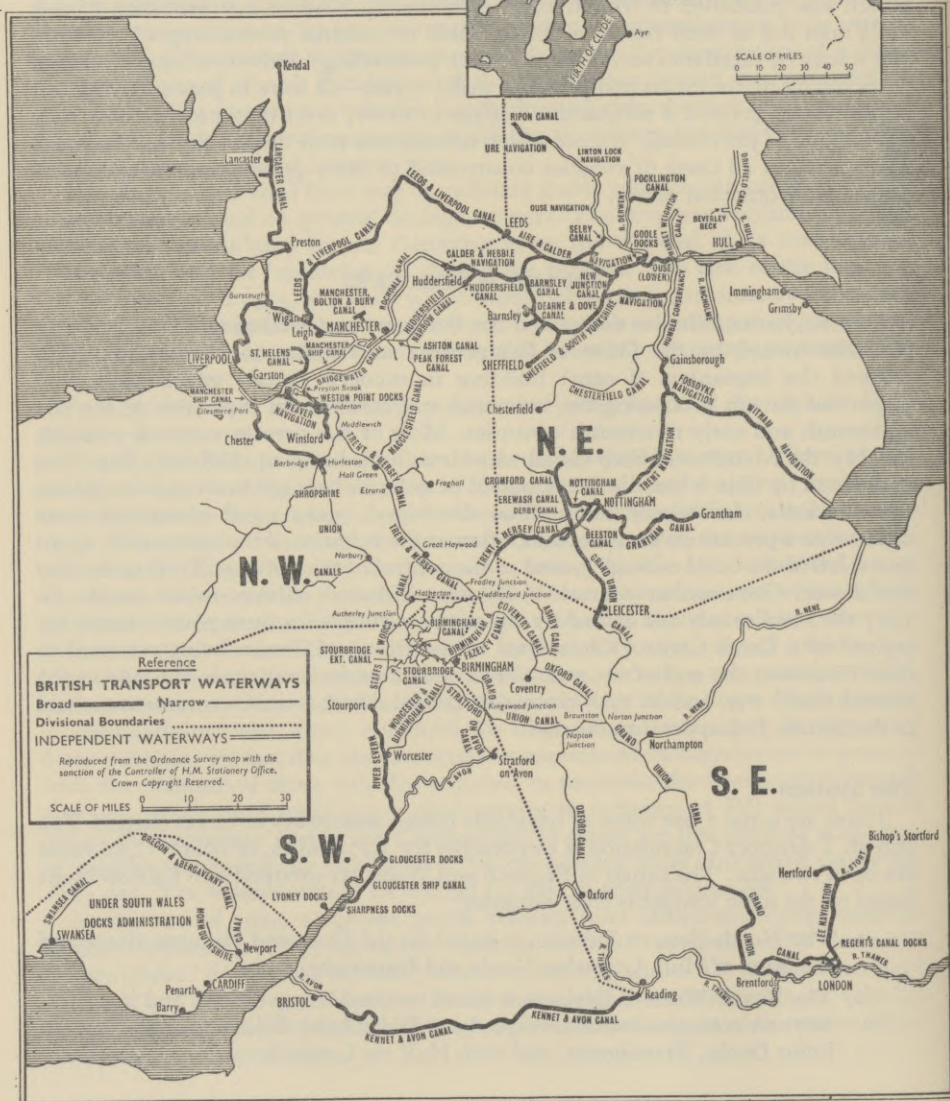 FIRTH OF CLYDE
Ayr
SCALE OF MILES
0 10 20 30 40 50
Kendal
LANCASTER CANAL
Lancaster
Preston
RIPON CANAL
URE NAVIGATION
LINTON LOCK
NAVIGATION
POCKLINGTON
CANAL
R. DERWENT
DRIFFIELD CANAL
R. HULL
BEVERLEY
BECK
MARKET WEIGHTON
CANAL
OUSE NAVIGATION
SELBY
CANAL
GOOLE
DOCKS
HULL
LEEDS & LIVERPOOL CANAL
LEEDS
AIRE & CALDER
NAVIGATION
OUSE
(LOWER)
LEEDS & LIVERPOOL CANAL
CALDER & HEBBLE
NAVIGATION
Huddersfield
HUDDERSFIELD
CANAL
ROCHDALE CANAL
HUDDERSFIELD
NARROW CANAL
BARNSLEY
CANAL
NEW
JUNCTION
CANAL
DEARNE & DOVE
CANAL
Barnsley
SHEFFIELD & SOUTH YORKSHIRE
NAVIGATION
SHEFFIELD
HUMBER CONSERVANCY
R. ANCHOLME
Immingham
Grimsby
Burscough
Wigan
Leigh
MANCHESTER,
BOLTON & BURY
CANAL
MANCHESTER
ASHTON CANAL
PEAK FOREST
CANAL
LIVERPOOL
ST. HELENS
CANAL
MANCHESTER
SHIP CANAL
BRIDGEWATER CANAL
Garston
Preston Brook
WESTON POINT DOCKS
Anderton
MANCHESTER
SHIP CANAL
Ellesmere Port
WEAVER
NAVIGATION
Middlewich
MACCLESFIELD CANAL
TRENT & MERSEY CANAL
Chester
Winsford
Barbridge
Hurleston
Hall Green
Etruria
Froghall
SHROPSHIRE
UNION
CANALS
CANAL
Norbury
Great Haywood
TRENT & MERSEY CANAL
Gainsborough
CHESTERFIELD CANAL
Chesterfield
FOSSDYKE
NAVIGATION
WITHAM
NAVIGATION
TRENT NAVIGATION
N. E.
CROMFORD CANAL
NOTTINGHAM
CANAL
EREWASH CANAL
DERBY CANAL
NOTTINGHAM
TRENT & MERSEY CANAL
BEESTON
CANAL
GRANTHAM
CANAL
Grantham
GRAND UNION
CANAL
LEICESTER
N. W.
Fradley Junction
Huddlesford Junction
Hatherton
Autherley Junction
BIRMINGHAM
CANALS
BIRMINGHAM &
FAZELEY CANAL
COVENTRY CANAL
ASHBY CANAL
STOURBRIDGE
EXT. CANAL
STOURBRIDGE
CANAL
BIRMINGHAM
Coventry
OXFORD CANAL
STAFFS & WORCS
Stourport
WORCESTER &
BIRMINGHAM CANAL
GRAND
UNION CANAL
STRATFORD
ON AVON
CANAL
Kingswood Junction
Braunston
Norton Junction
Napton
Junction
R. NENE
R. NENE
Northampton
GRAND
UNION
CANAL
Reference
BRITISH TRANSPORT WATERWAYS
Broad Narrow
Divisional Boundaries
INDEPENDENT WATERWAYS
Reproduced from the Ordnance Survey map with the
sanction of the Controller of H.M. Stationery Office.
Crown Copyright Reserved.
SCALE OF MILES 0 10 20 30
Worcester
RIVER SEVERN
R. AVON
Stratford
on Avon
S. W.
S. E.
GLOUCESTER DOCKS
GLOUCESTER SHIP CANAL
LYDNEY DOCKS
SHARPNESS DOCKS
OXFORD CANAL
Oxford
R. THAMES
Reading
BRECON & ABERGAVENNY CANAL
SWANSEA CANAL
UNDER SOUTH WALES
DOCKS ADMINISTRATION
MONMOUTHSHIRE
CANAL
SWANSEA
Newport
CARDIFF
Penarth
Barry
R. AVON
BRISTOL
KENNET & AVON CANAL
KENNET & AVON CANAL
GRAND
UNION
CANAL
Brentford
R. THAMES
Bishop's Stortford
Hertford
R. STORT
LEE NAVIGATION
REGENTS CANAL DOCKS
R. THAMES
LONDON